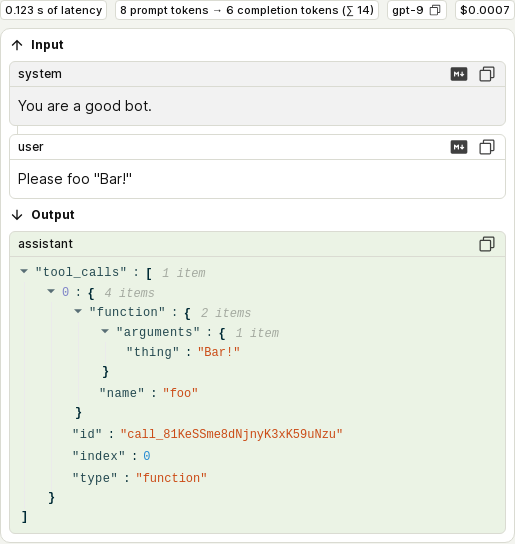 0.123 s of latency 8 prompt tokens → 6 completion tokens (∑ 14) gpt-9 $0.0007
Input
system
You are a good bot.
user
Please foo "Bar!"
Output
assistant
"tool_calls" : [ 1 item
0 : { 4 items
"function" : { 2 items
"arguments" : { 1 item
"thing" : "Bar!"
}
"name" : "foo"
}
"id" : "call_81KeSSme8dNjnyK3xK59uNzu"
"index" : 0
"type" : "function"
}
]